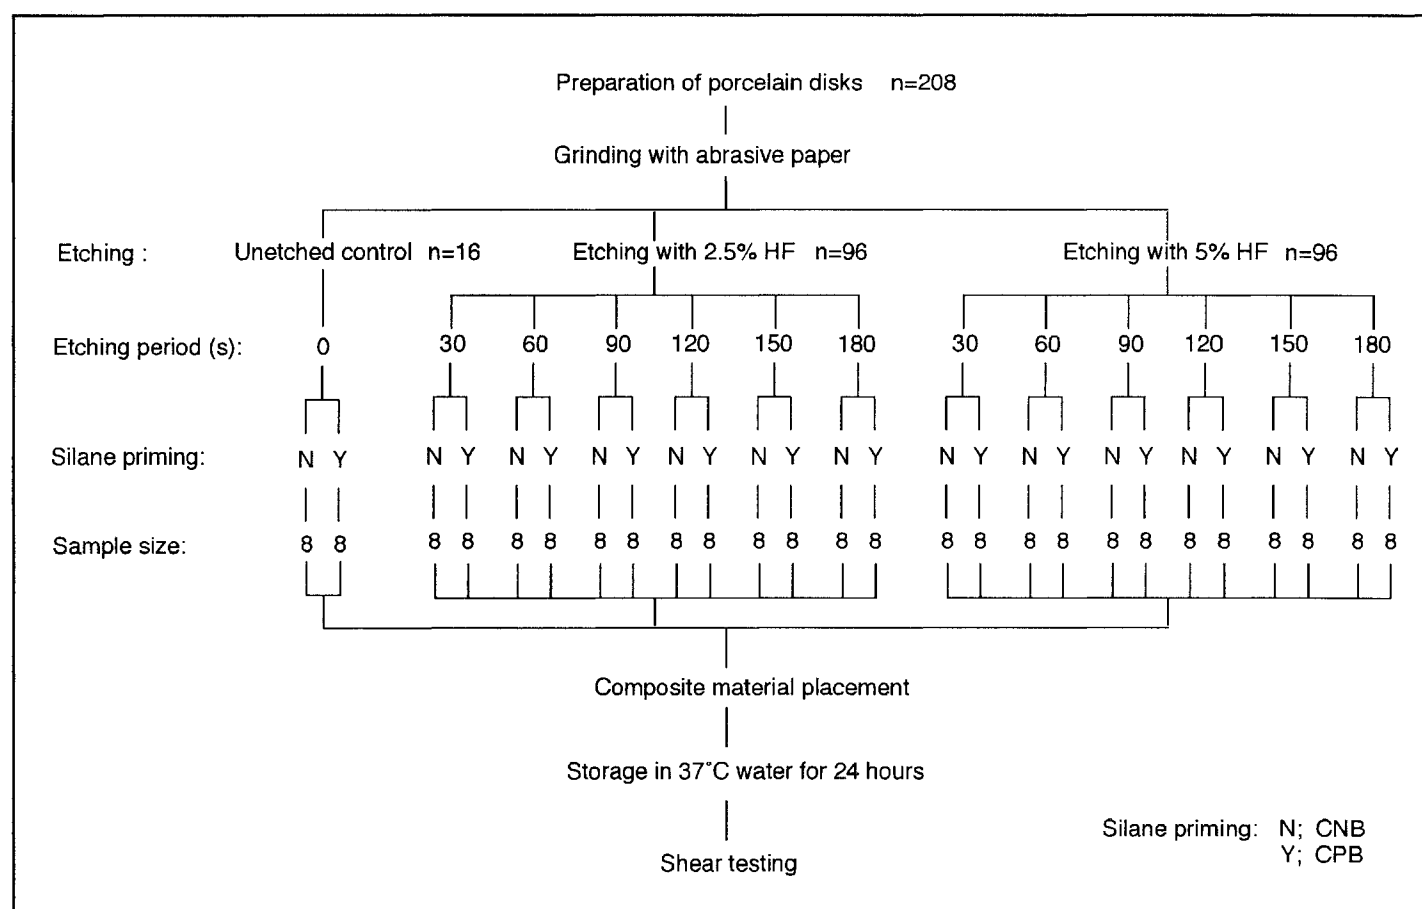 Preparation of porcelain disks n=208
Grinding with abrasive paper
Etching : Unetched control n=16 Etching with 2.5% HF n=96 Etching with 5% HF n=96
Etching period (s): 0 30 60 90 120 150 180 30 60 90 120 150 180
Silane priming: N Y N Y N Y N Y N Y N Y N Y N Y N Y N Y N Y N Y N Y
Sample size: 8 8 8 8 8 8 8 8 8 8 8 8 8 8 8 8 8 8 8 8 8 8 8 8 8 8
Composite material placement
Storage in 37°C water for 24 hours
Shear testing
Silane priming: N; CNB
Y; CPB